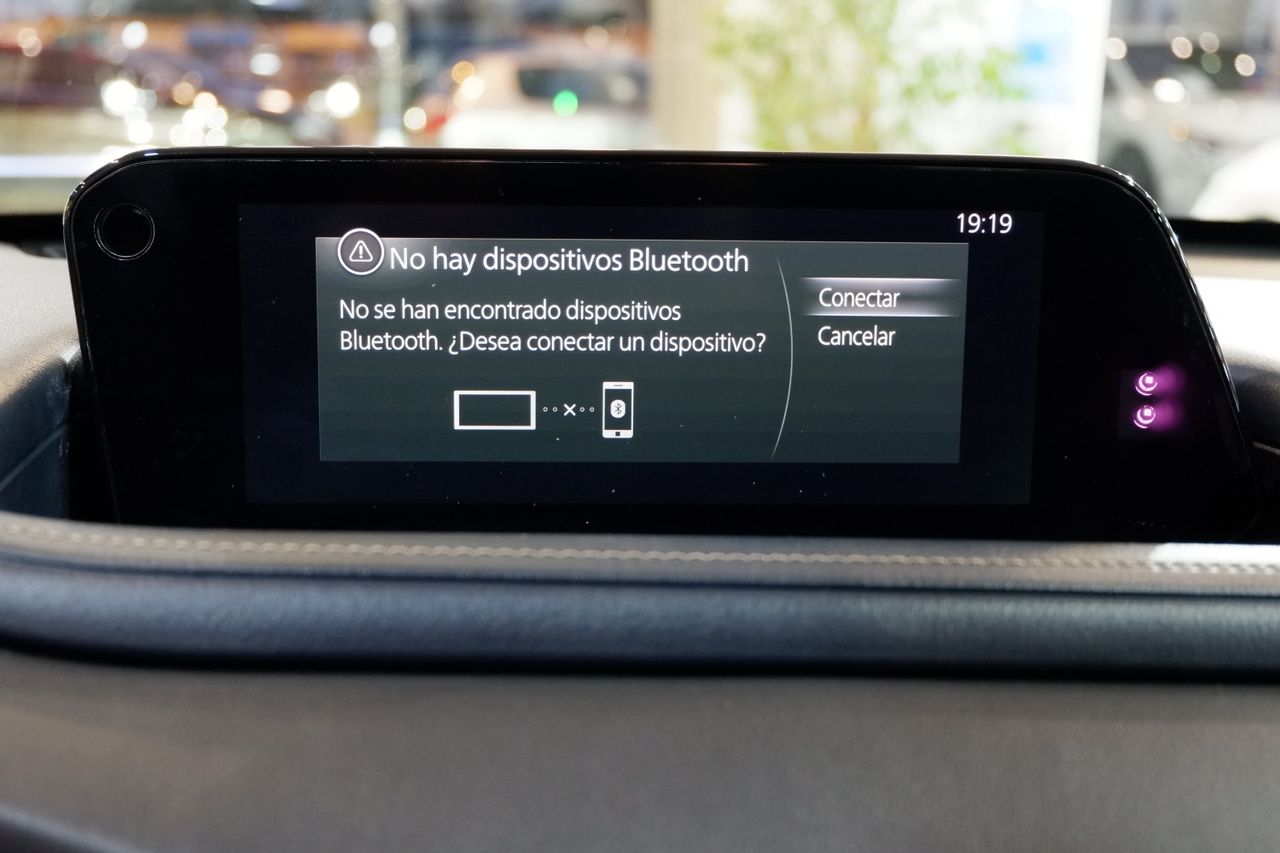 19:19
No hay dispositivos Bluetooth
No se han encontrado dispositivos
Bluetooth. ¿Desea conectar un dispositivo?
Conectar
Cancelar